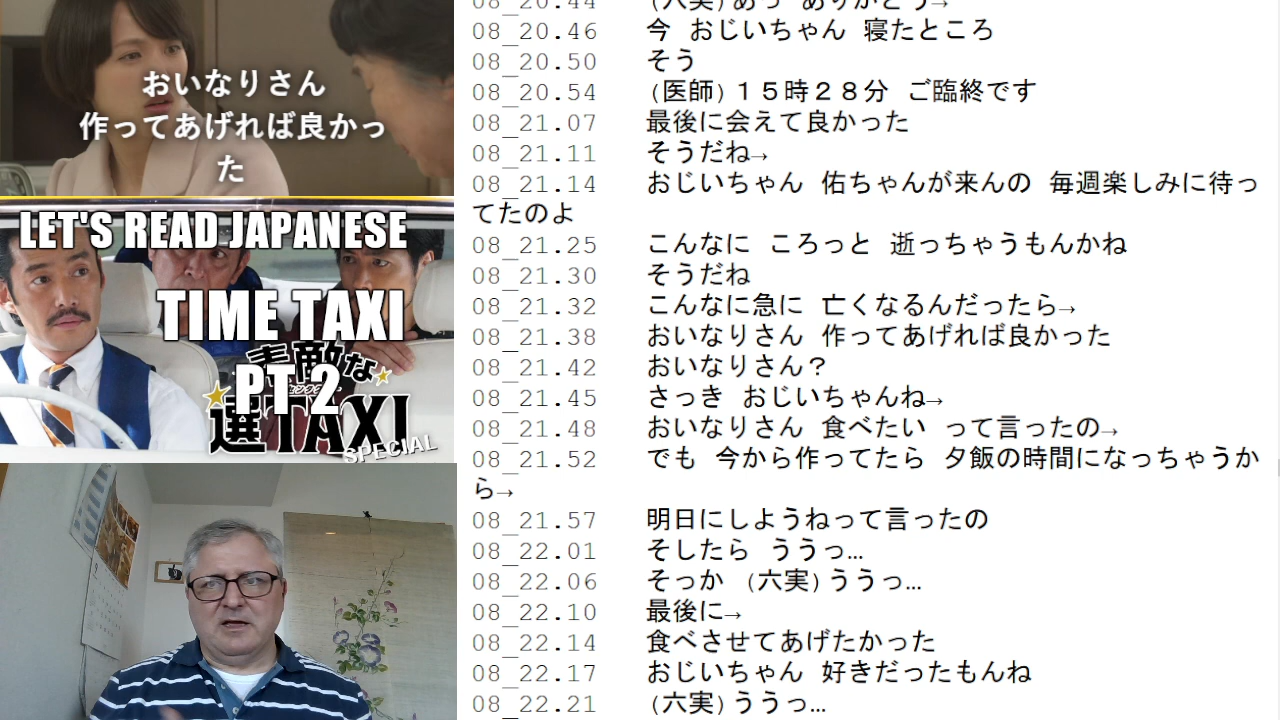 おいなりさん
作ってあげれば良かっ
た
LET'S READ JAPANESE
TIME TAXI
PT 2
素敵な
選TAXI
SPECIAL
08_20.44 (六実)あっ ありがとう→
08_20.46 今 おじいちゃん 寝たところ
08_20.50 そう
08_20.54 (医師)１５時２８分 ご臨終です
08_21.07 最後に会えて良かった
08_21.11 そうだね→
08_21.14 おじいちゃん 佑ちゃんが来んの 毎週楽しみに待っ
てたのよ
08_21.25 こんなに ころっと 逝っちゃうもんかね
08_21.30 そうだね
08_21.32 こんなに急に 亡くなるんだったら→
08_21.38 おいなりさん 作ってあげれば良かった
08_21.42 おいなりさん？
08_21.45 さっき おじいちゃんね→
08_21.48 おいなりさん 食べたい って言ったの→
08_21.52 でも 今から作ってたら 夕飯の時間になっちゃうか
ら→
08_21.57 明日にしようねって言ったの
08_22.01 そしたら ううっ…
08_22.06 そっか (六実)ううっ…
08_22.10 最後に→
08_22.14 食べさせてあげたかった
08_22.17 おじいちゃん 好きだったもんね
08_22.21 (六実)ううっ…